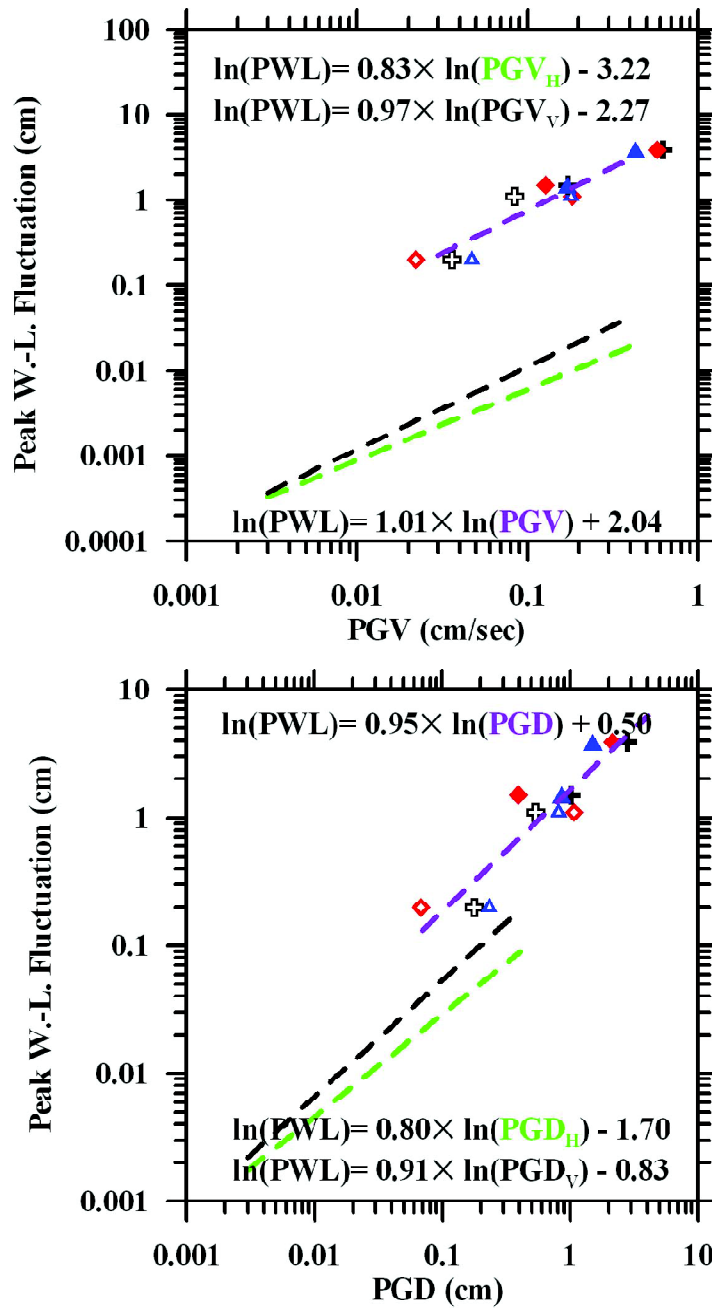 100
10
1
0.1
0.01
0.001
0.0001
Peak W.-L. Fluctuation (cm)
ln(PWL)= 0.83× ln(PGV_H) - 3.22
ln(PWL)= 0.97× ln(PGV_V) - 2.27
ln(PWL)= 1.01× ln(PGV) + 2.04
0.001 0.01 0.1 1
PGV (cm/sec)
10
1
0.1
0.01
0.001
Peak W.-L. Fluctuation (cm)
ln(PWL)= 0.95× ln(PGD) + 0.50
ln(PWL)= 0.80× ln(PGD_H) - 1.70
ln(PWL)= 0.91× ln(PGD_V) - 0.83
0.001 0.01 0.1 1 10
PGD (cm)